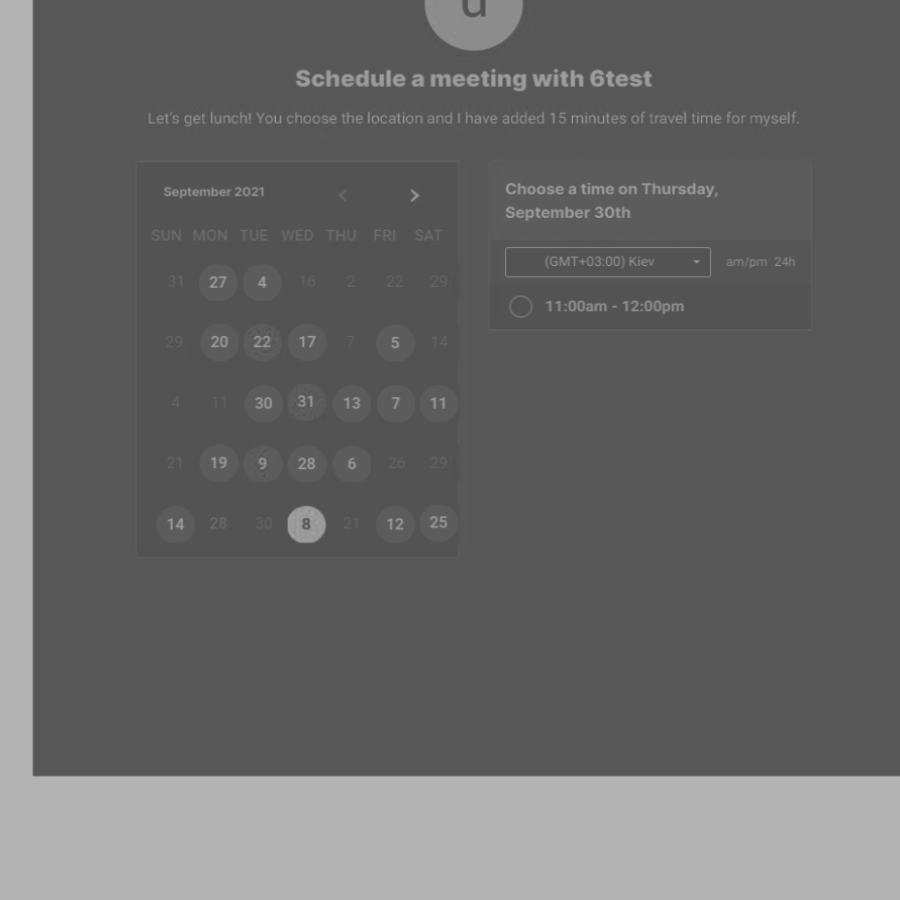 u
Schedule a meeting with 6test
Let's get lunch! You choose the location and I have added 15 minutes of travel time for myself.
September 2021 < >
SUN MON TUE WED THU FRI SAT
31 27 4 16 2 22 29
29 20 22 17 7 5 14
4 11 30 31 13 7 11
21 19 9 28 6 26 29
14 28 30 8 21 12 25
Choose a time on Thursday,
September 30th
(GMT+03:00) Kiev am/pm 24h
11:00am - 12:00pm